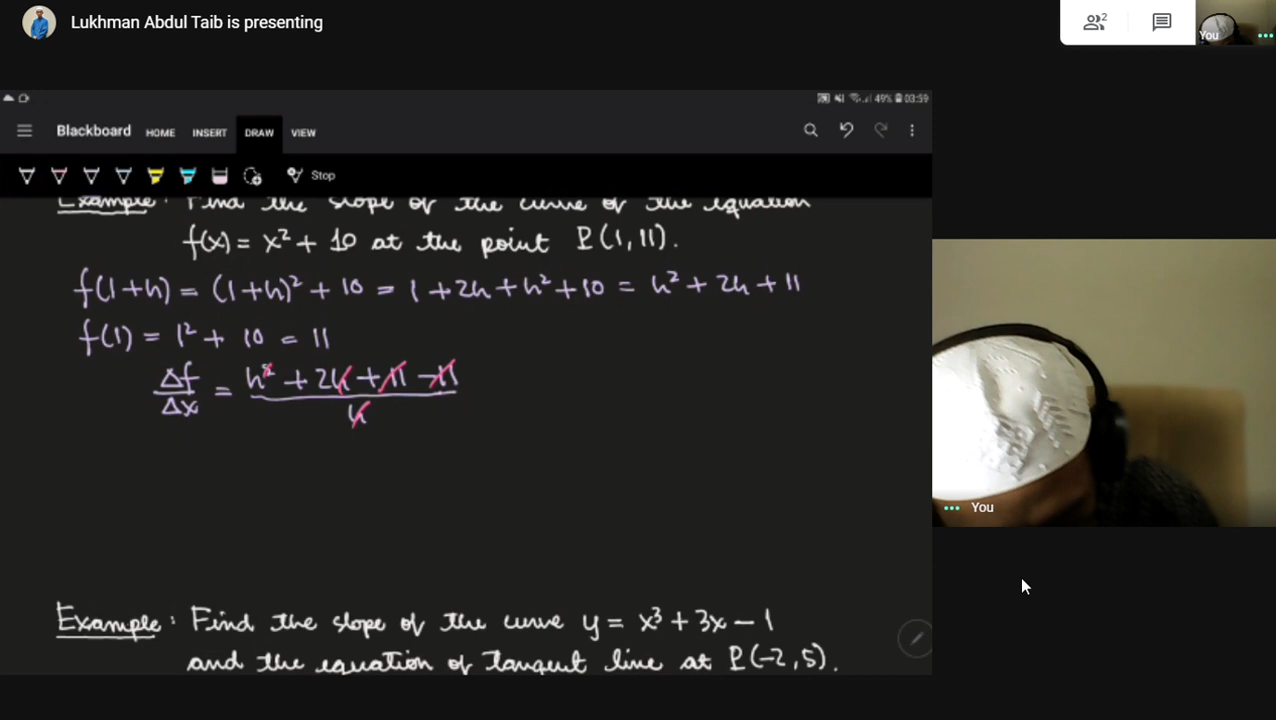 Lukhman Abdul Taib is presenting
2
You
49% 03:59
Blackboard HOME INSERT DRAW VIEW
Stop
Example: Find the slope of the curve of the equation
f(x) = x² + 10 at the point P(1, 11).
f(1+h) = (1+h)² + 10 = 1 + 2h + h² + 10 = h² + 2h + 11
f(1) = 1² + 10 = 11
Δf/Δx = (h² + 2h + 11 - 11)/h
You
Example: Find the slope of the curve y = x³ + 3x - 1
and the equation of tangent line at P(-2, 5).